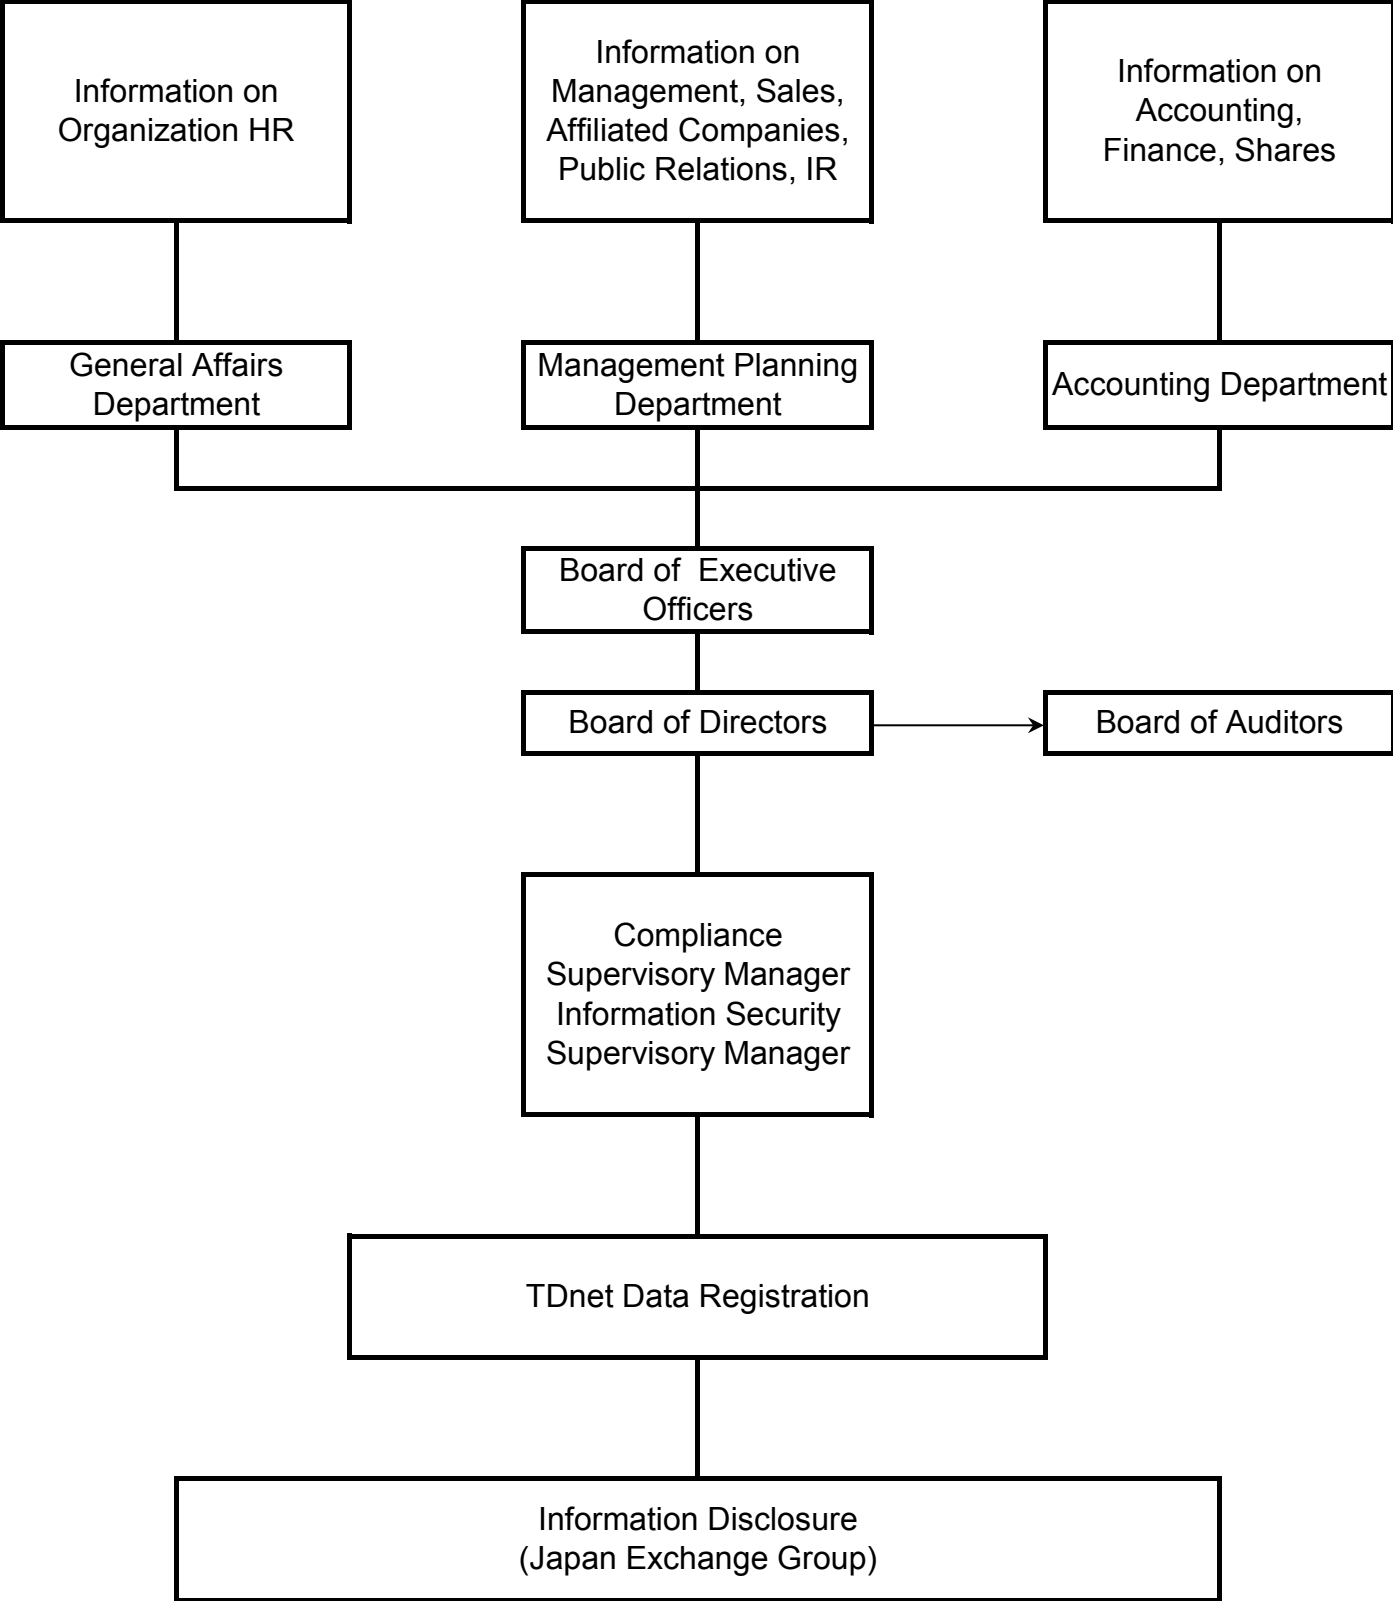 Information on
Organization HR
Information on
Management, Sales,
Affiliated Companies,
Public Relations, IR
Information on
Accounting,
Finance, Shares
General Affairs
Department
Management Planning
Department
Accounting Department
Board of  Executive
Officers
Board of Directors
Board of Auditors
Compliance
Supervisory Manager
Information Security
Supervisory Manager
TDnet Data Registration
Information Disclosure
(Japan Exchange Group)